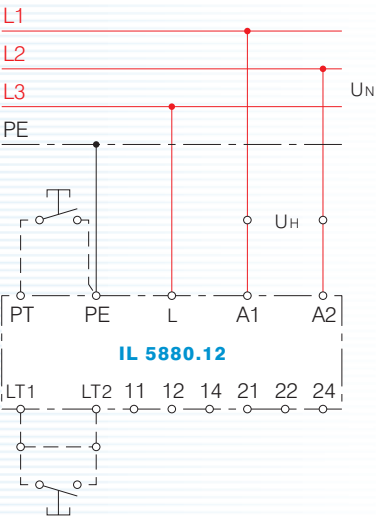 L1
L2
UN
L3
PE
UH
PT PE L A1 A2
IL 5880.12
LT1 LT2 11 12 14 21 22 24